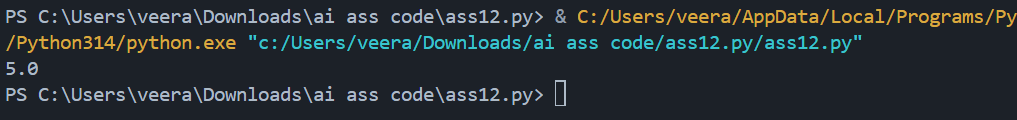 PS C:\Users\veera\Downloads\ai ass code\ass12.py> & C:/Users/veera/AppData/Local/Programs/Py
/Python314/python.exe "c:/Users/veera/Downloads/ai ass code/ass12.py/ass12.py"
5.0
PS C:\Users\veera\Downloads\ai ass code\ass12.py>